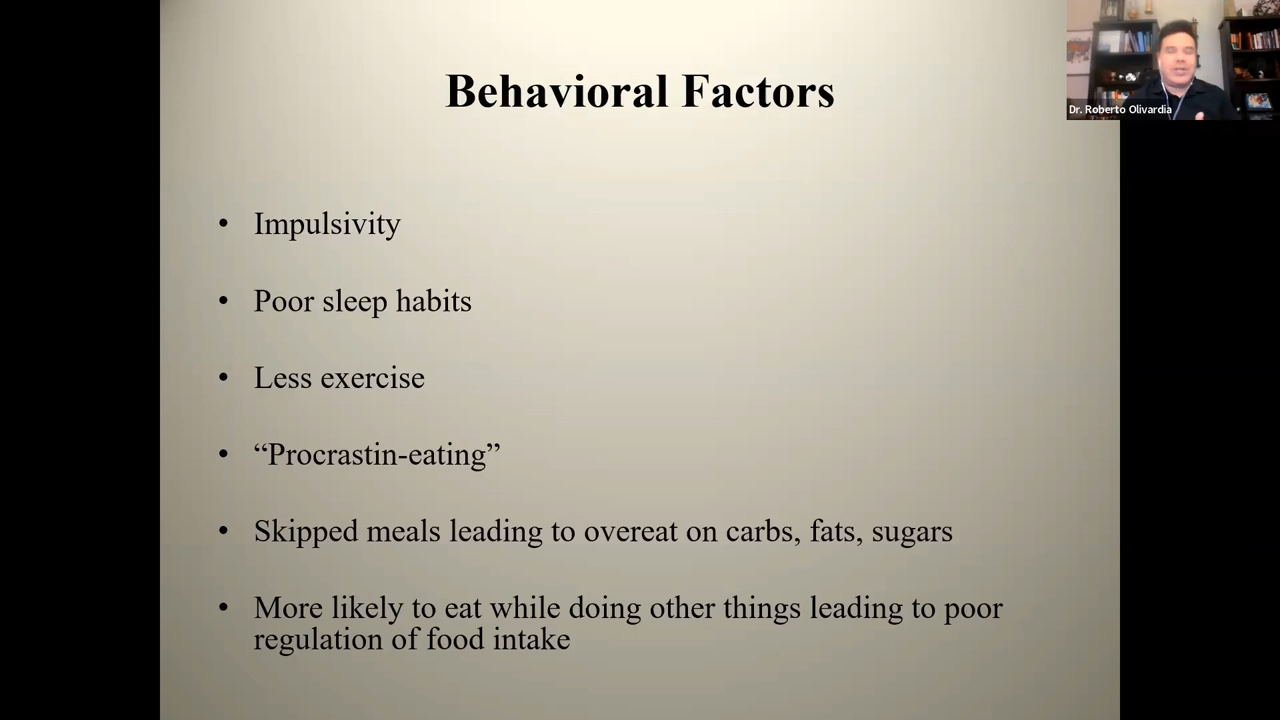 Behavioral Factors
Dr. Roberto Olivardia
• Impulsivity
• Poor sleep habits
• Less exercise
• “Procrastin-eating”
• Skipped meals leading to overeat on carbs, fats, sugars
• More likely to eat while doing other things leading to poor
regulation of food intake